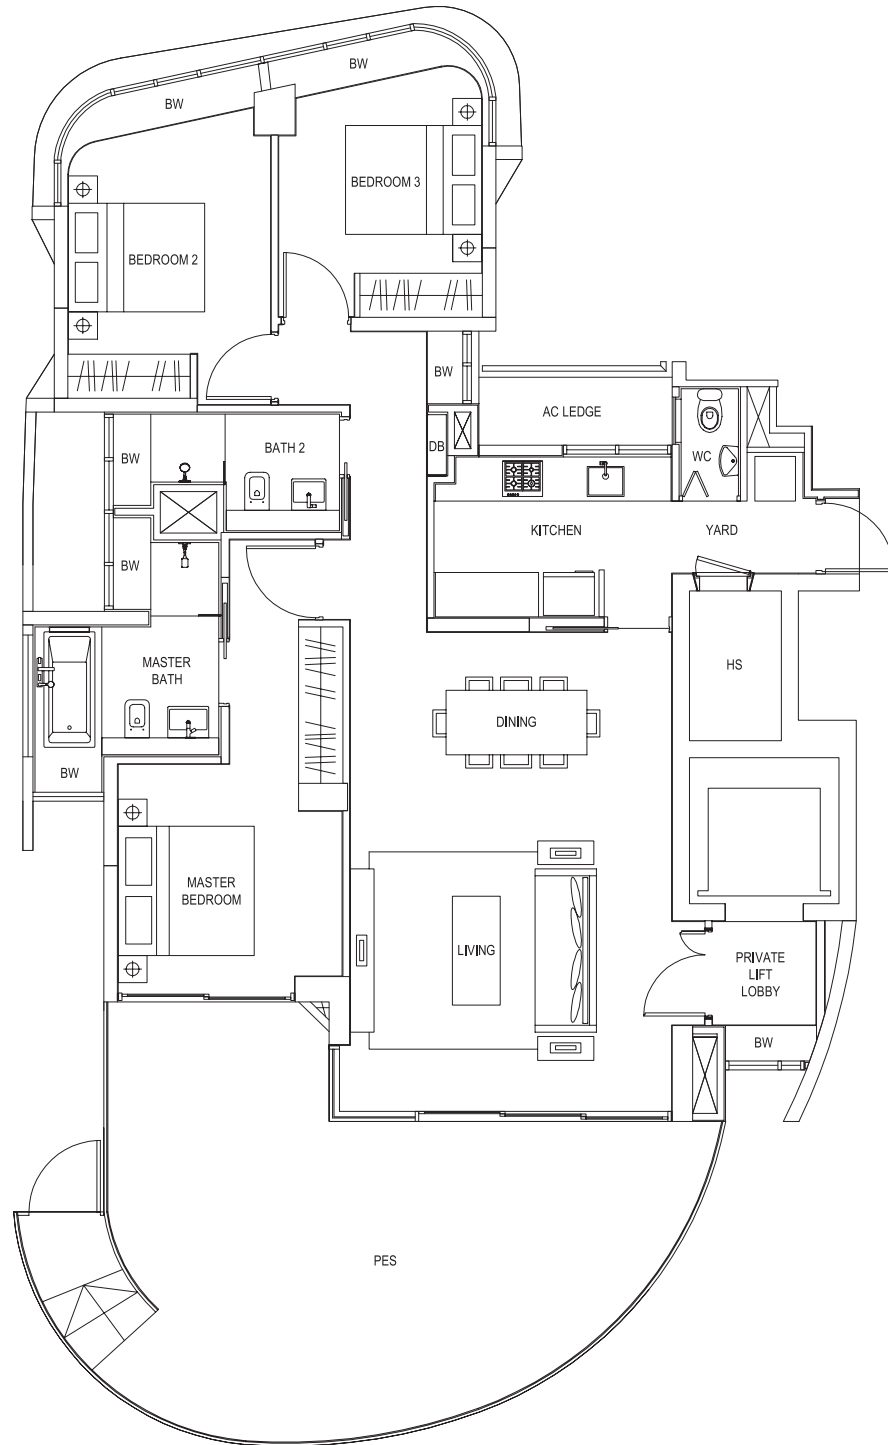 BW
BW
BEDROOM 3
BEDROOM 2
BW
AC LEDGE
BATH 2
DB
WC
BW
KITCHEN
YARD
BW
MASTER
BATH
HS
DINING
BW
MASTER
BEDROOM
LIVING
PRIVATE
LIFT
LOBBY
BW
PES